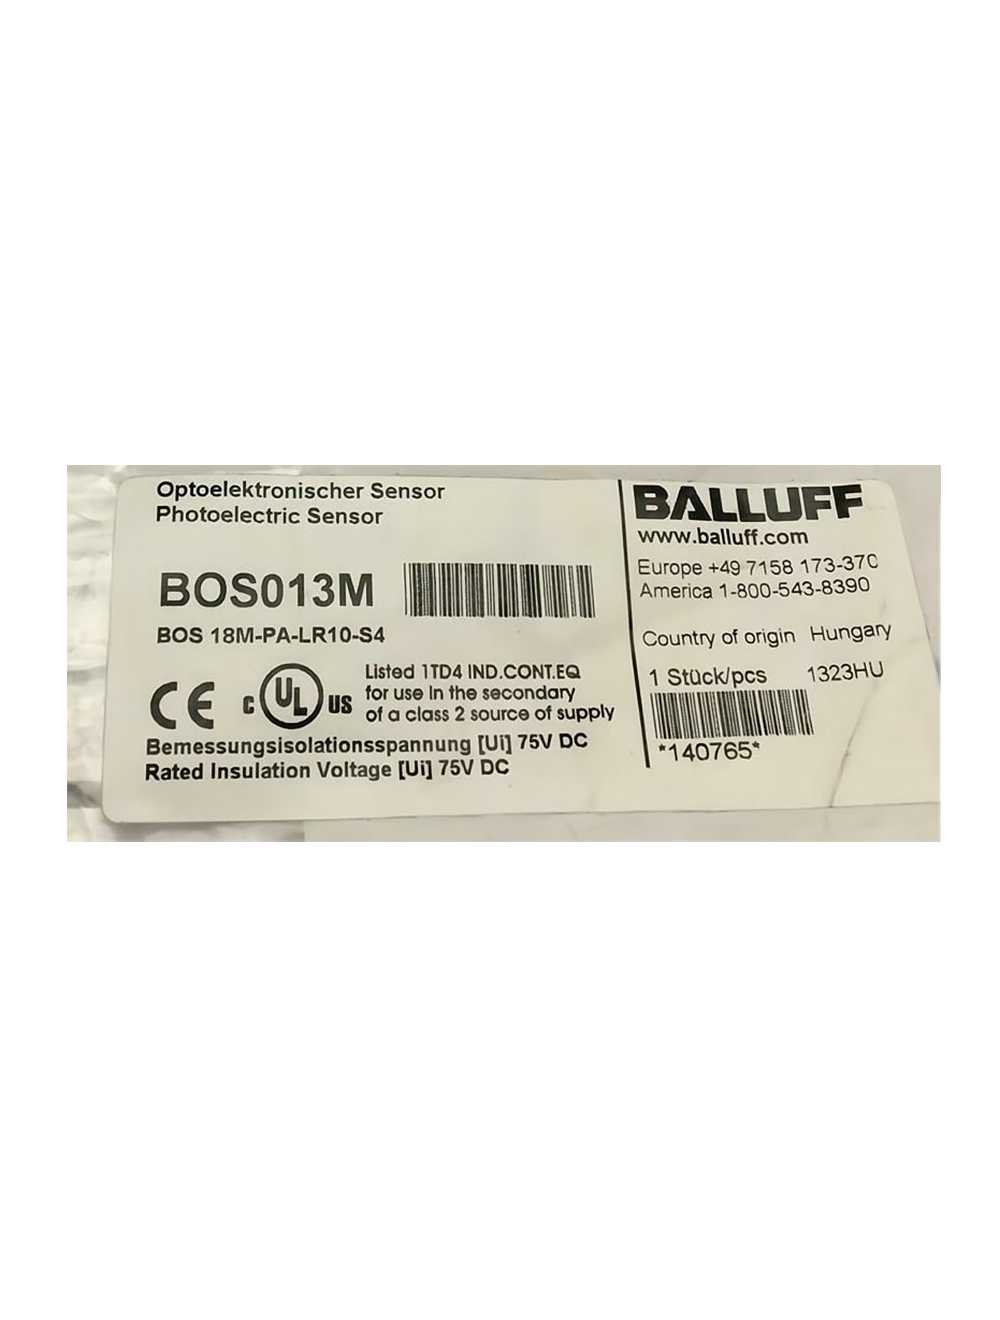 Optoelektronischer Sensor
Photoelectric Sensor
BOS013M
BOS 18M-PA-LR10-S4
CE c UL US
Listed 1TD4 IND.CONT.EQ
for use in the secondary
of a class 2 source of supply
Bemessungsisolationsspannung [Ui] 75V DC
Rated Insulation Voltage [Ui] 75V DC
BALLUFF
www.balluff.com
Europe +49 7158 173-370
America 1-800-543-8390
Country of origin Hungary
1 Stück/pcs 1323HU
*140765*